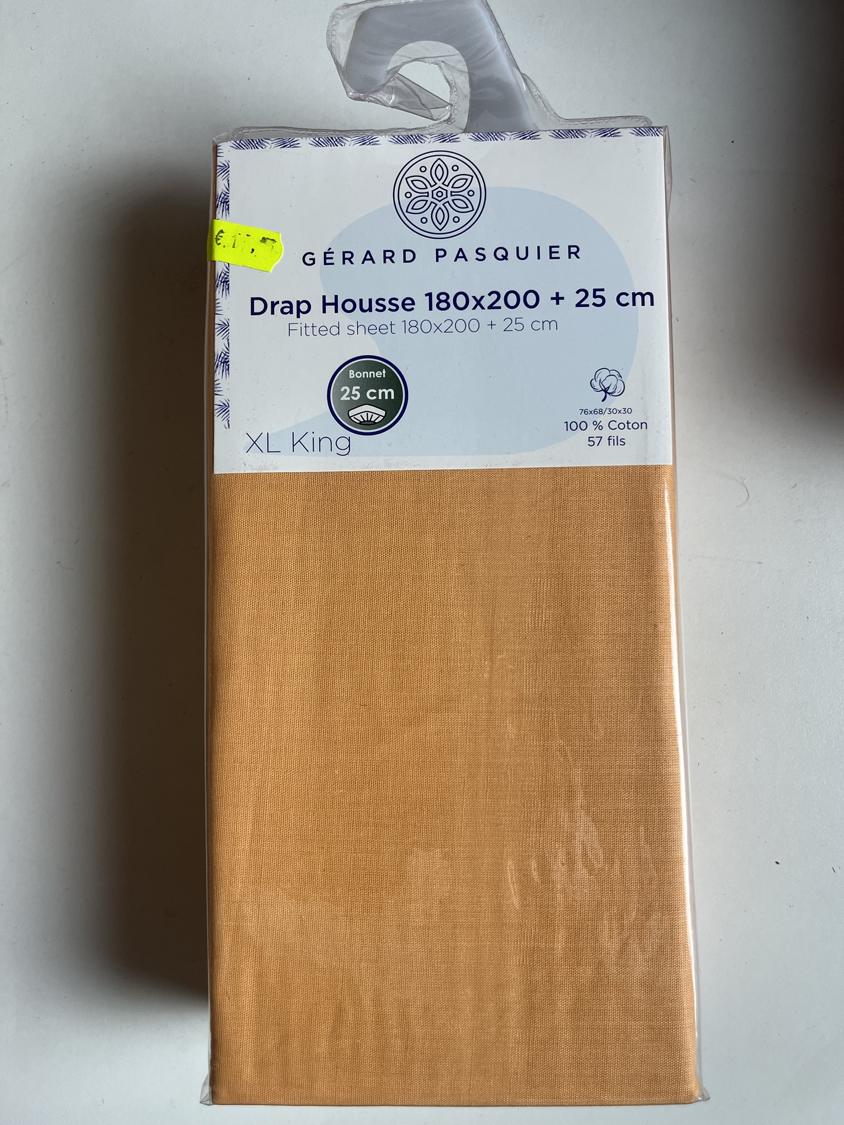 GÉRARD PASQUIER
Drap Housse 180x200 + 25 cm
Fitted sheet 180x200 + 25 cm
Bonnet
25 cm
XL King
76x68/30x30
100 % Coton
57 fils